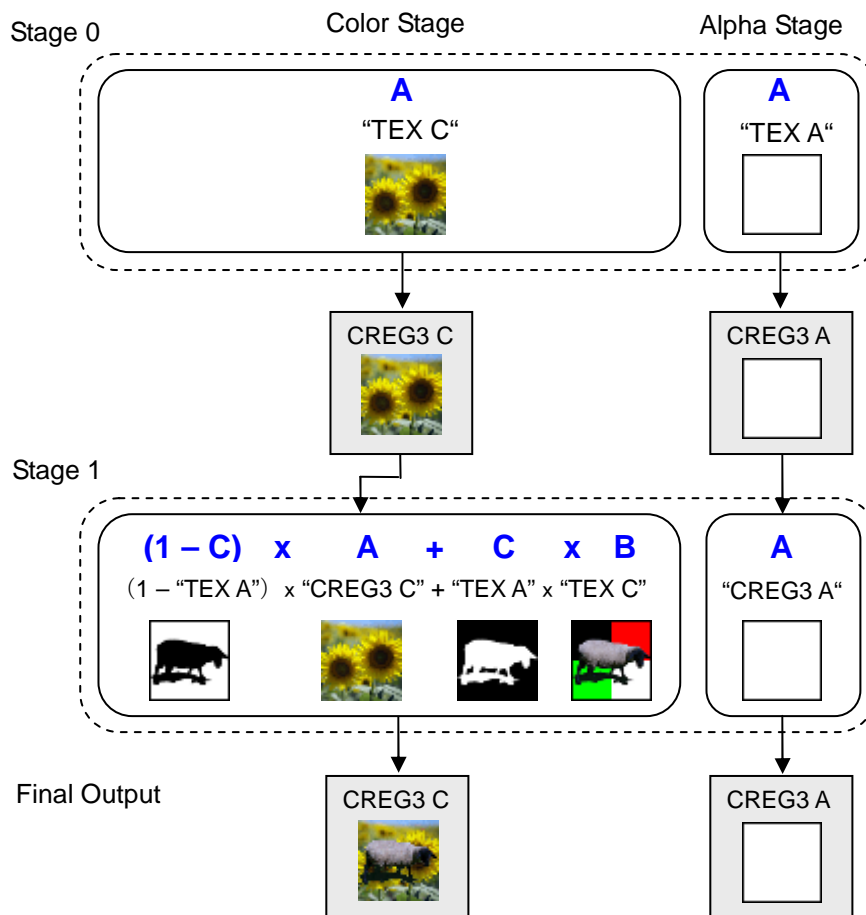 Stage 0
Color Stage
Alpha Stage
A
A
“TEX C“
“TEX A“
CREG3 C
CREG3 A
Stage 1
(1 – C) x A + C x B
A
(1 – “TEX A”) x “CREG3 C” + “TEX A” x “TEX C”
“CREG3 A“
Final Output
CREG3 C
CREG3 A